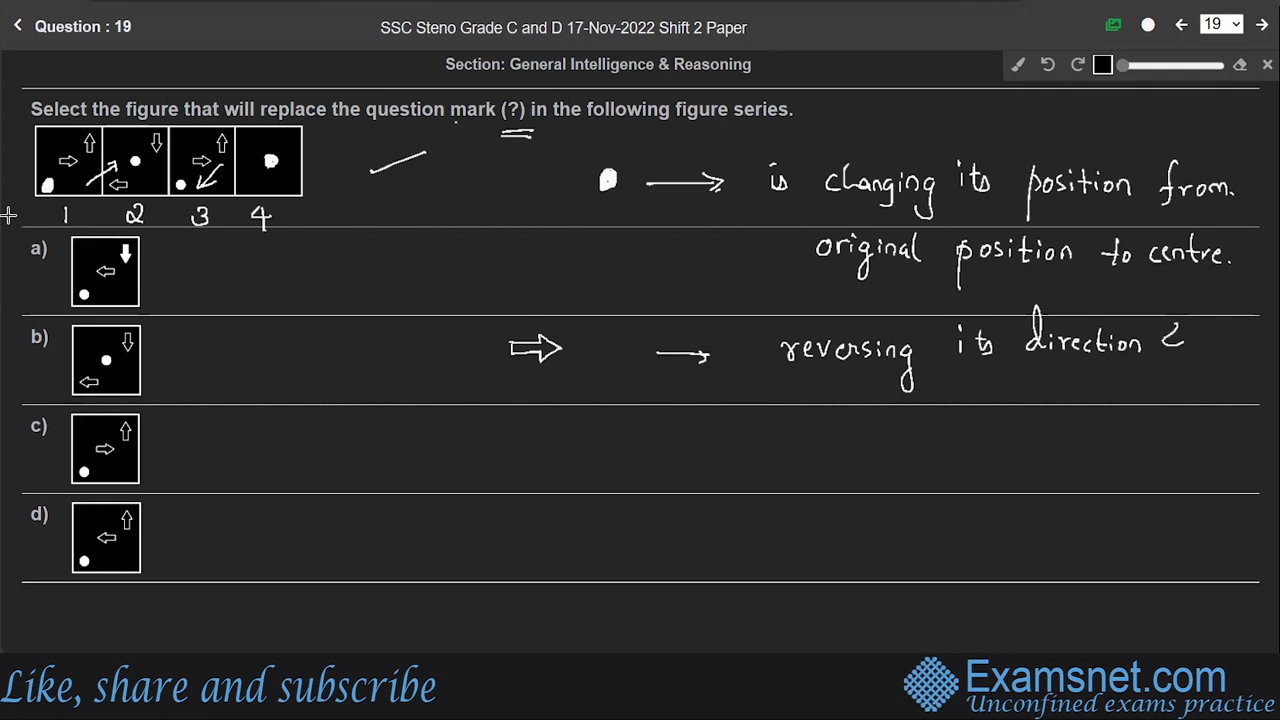 Question : 19
SSC Steno Grade C and D 17-Nov-2022 Shift 2 Paper
19
Section: General Intelligence & Reasoning
Select the figure that will replace the question mark (?) in the following figure series.
1 2 3 4
is changing its position from.
original position to centre.
a)
b)
reversing its direction &
c)
d)
Like, share and subscribe
Examsnet.com
Unconfined exams practice